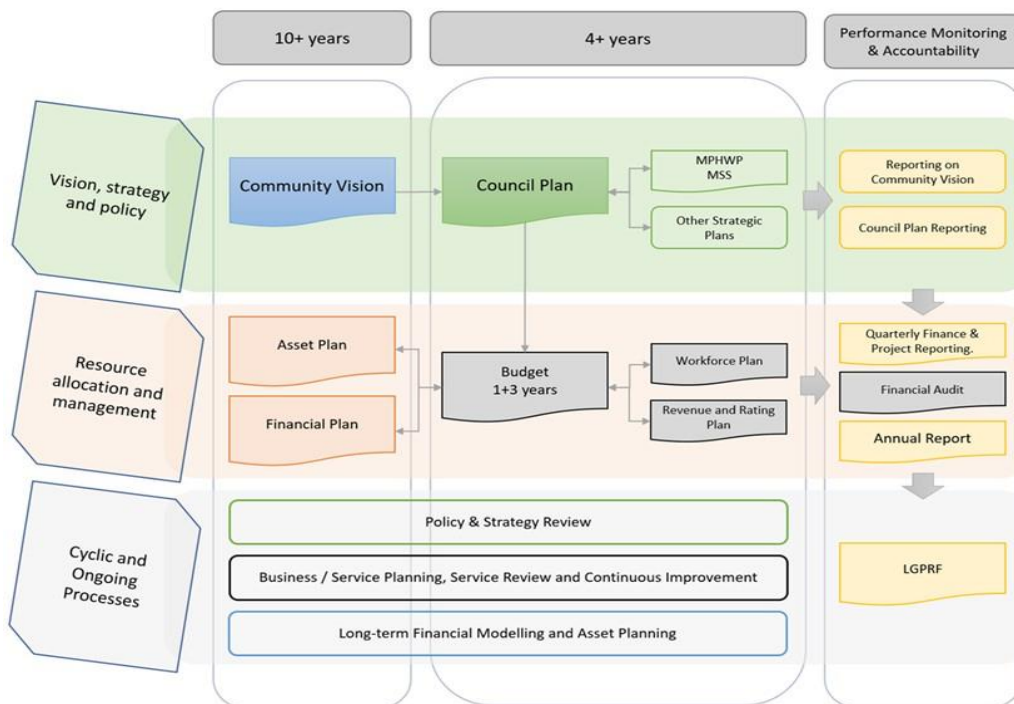 10+ years
4+ years
Performance Monitoring
& Accountability
Vision, strategy
and policy
Community Vision
Council Plan
MPHWP
MSS
Other Strategic
Plans
Reporting on
Community Vision
Council Plan Reporting
Resource
allocation and
management
Asset Plan
Financial Plan
Budget
1+3 years
Workforce Plan
Revenue and Rating
Plan
Quarterly Finance &
Project Reporting.
Financial Audit
Annual Report
Cyclic and
Ongoing
Processes
Policy & Strategy Review
Business / Service Planning, Service Review and Continuous Improvement
Long-term Financial Modelling and Asset Planning
LGPRF